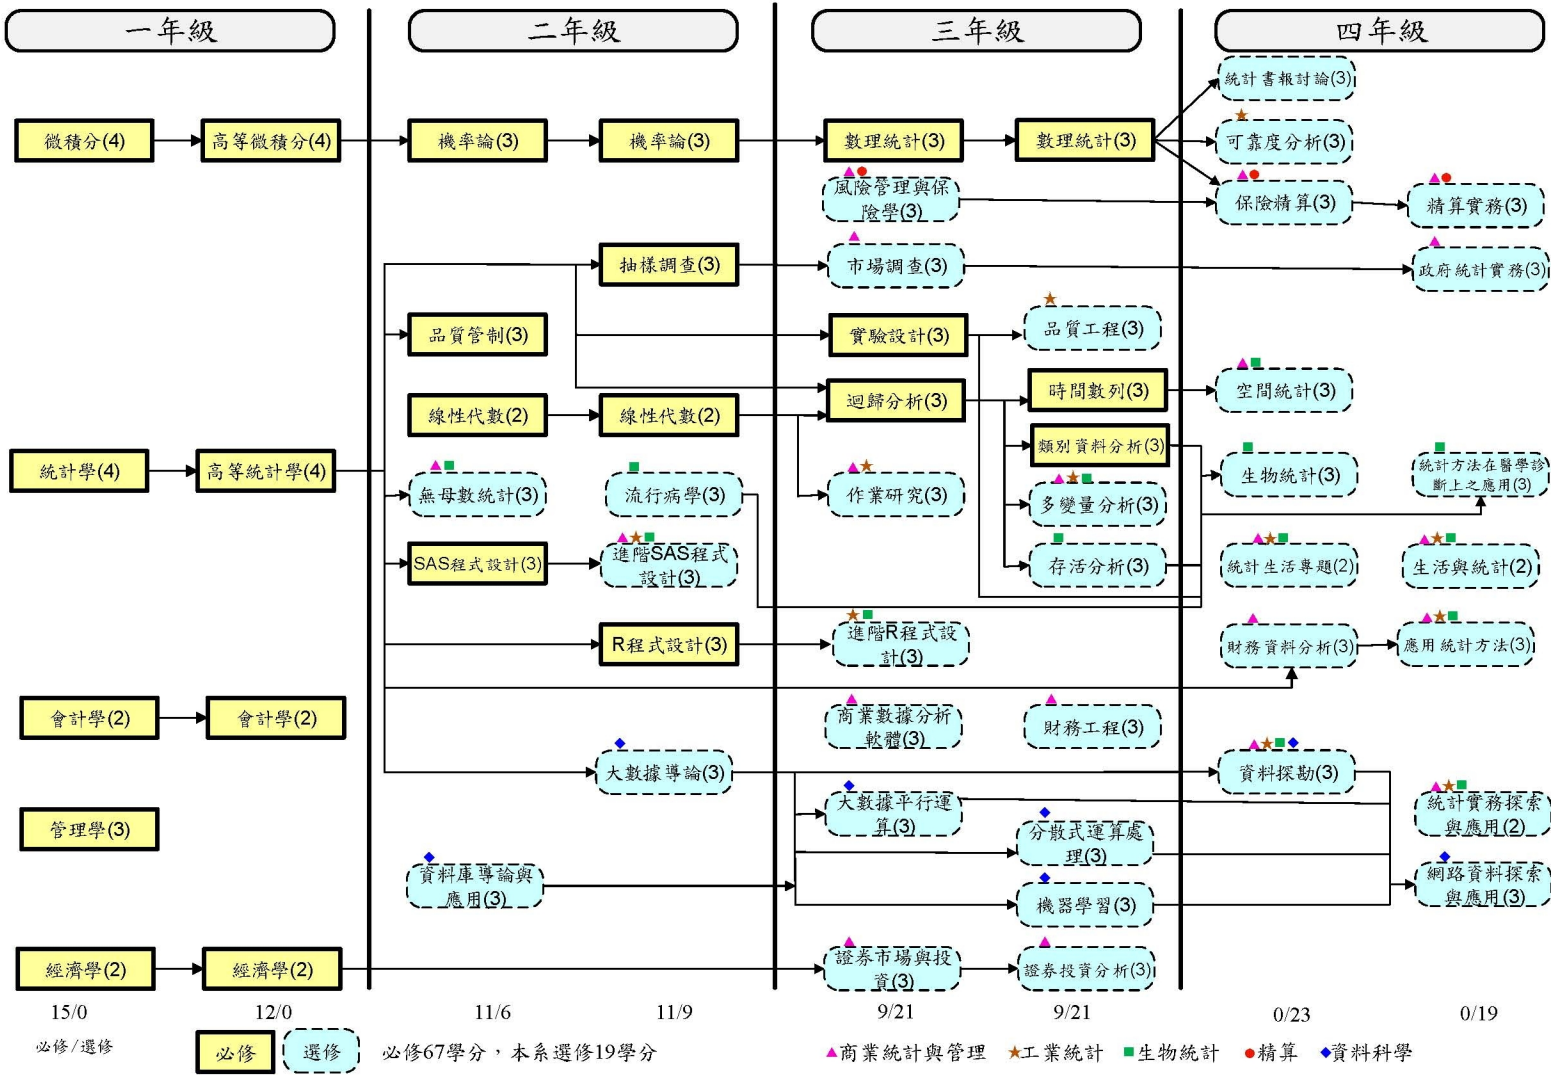 一年級
二年級
三年級
四年級
統計書報討論(3)
微積分(4)
高等微積分(4)
機率論(3)
機率論(3)
數理統計(3)
數理統計(3)
可靠度分析(3)
風險管理與保
險學(3)
保險精算(3)
精算實務(3)
抽樣調查(3)
市場調查(3)
政府統計實務(3)
品質管制(3)
實驗設計(3)
品質工程(3)
線性代數(2)
線性代數(2)
迴歸分析(3)
時間數列(3)
空間統計(3)
類別資料分析(3)
統計學(4)
高等統計學(4)
生物統計(3)
統計方法在醫學診
斷上之應用(3)
無母數統計(3)
流行病學(3)
作業研究(3)
多變量分析(3)
SAS程式設計(3)
進階SAS程式
設計(3)
存活分析(3)
統計生活專題(2)
生活與統計(2)
R程式設計(3)
進階R程式設
計(3)
財務資料分析(3)
應用統計方法(3)
會計學(2)
會計學(2)
商業數據分析
軟體(3)
財務工程(3)
大數據導論(3)
資料探勘(3)
管理學(3)
大數據平行運
算(3)
分散式運算處
理(3)
統計實務探索
與應用(2)
資料庫導論與
應用(3)
機器學習(3)
網路資料探索
與應用(3)
經濟學(2)
經濟學(2)
證券市場與投
資(3)
證券投資分析(3)
15/0
12/0
11/6
11/9
9/21
9/21
0/23
0/19
必修/選修
必修
選修
必修67學分，本系選修19學分
商業統計與管理
工業統計
生物統計
精算
資料科學